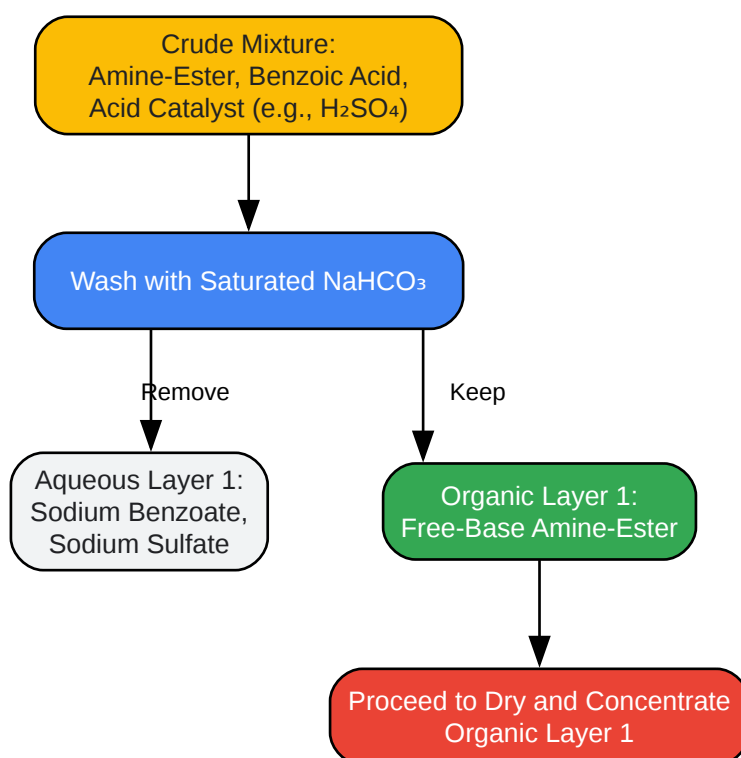 Crude Mixture:
Amine-Ester, Benzoic Acid,
Acid Catalyst (e.g., H₂SO₄)
Wash with Saturated NaHCO₃
Remove
Keep
Aqueous Layer 1:
Sodium Benzoate,
Sodium Sulfate
Organic Layer 1:
Free-Base Amine-Ester
Proceed to Dry and Concentrate
Organic Layer 1